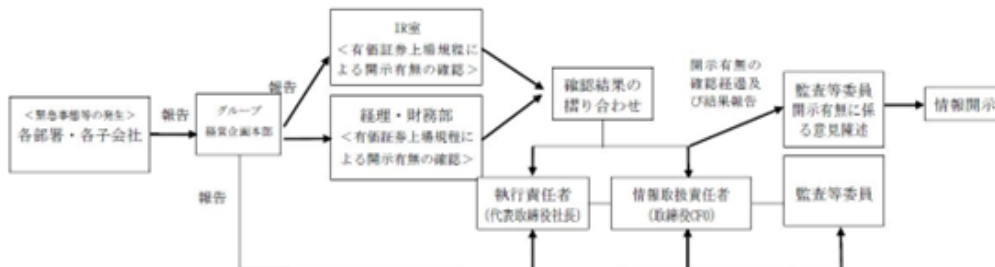 IR室
<有価証券上場規程に
よる開示有無の確認>
<緊急事態等の発生>
各部署・各子会社
報告
グループ
経営企画本部
報告
経理・財務部
<有価証券上場規程に
よる開示有無の確認>
確認結果の
摺り合わせ
開示有無の
確認経過及
び結果報告
監査等委員
開示有無に係
る意見陳述
情報開示
報告
執行責任者
(代表取締役社長)
情報取扱責任者
(取締役CFO)
監査等委員